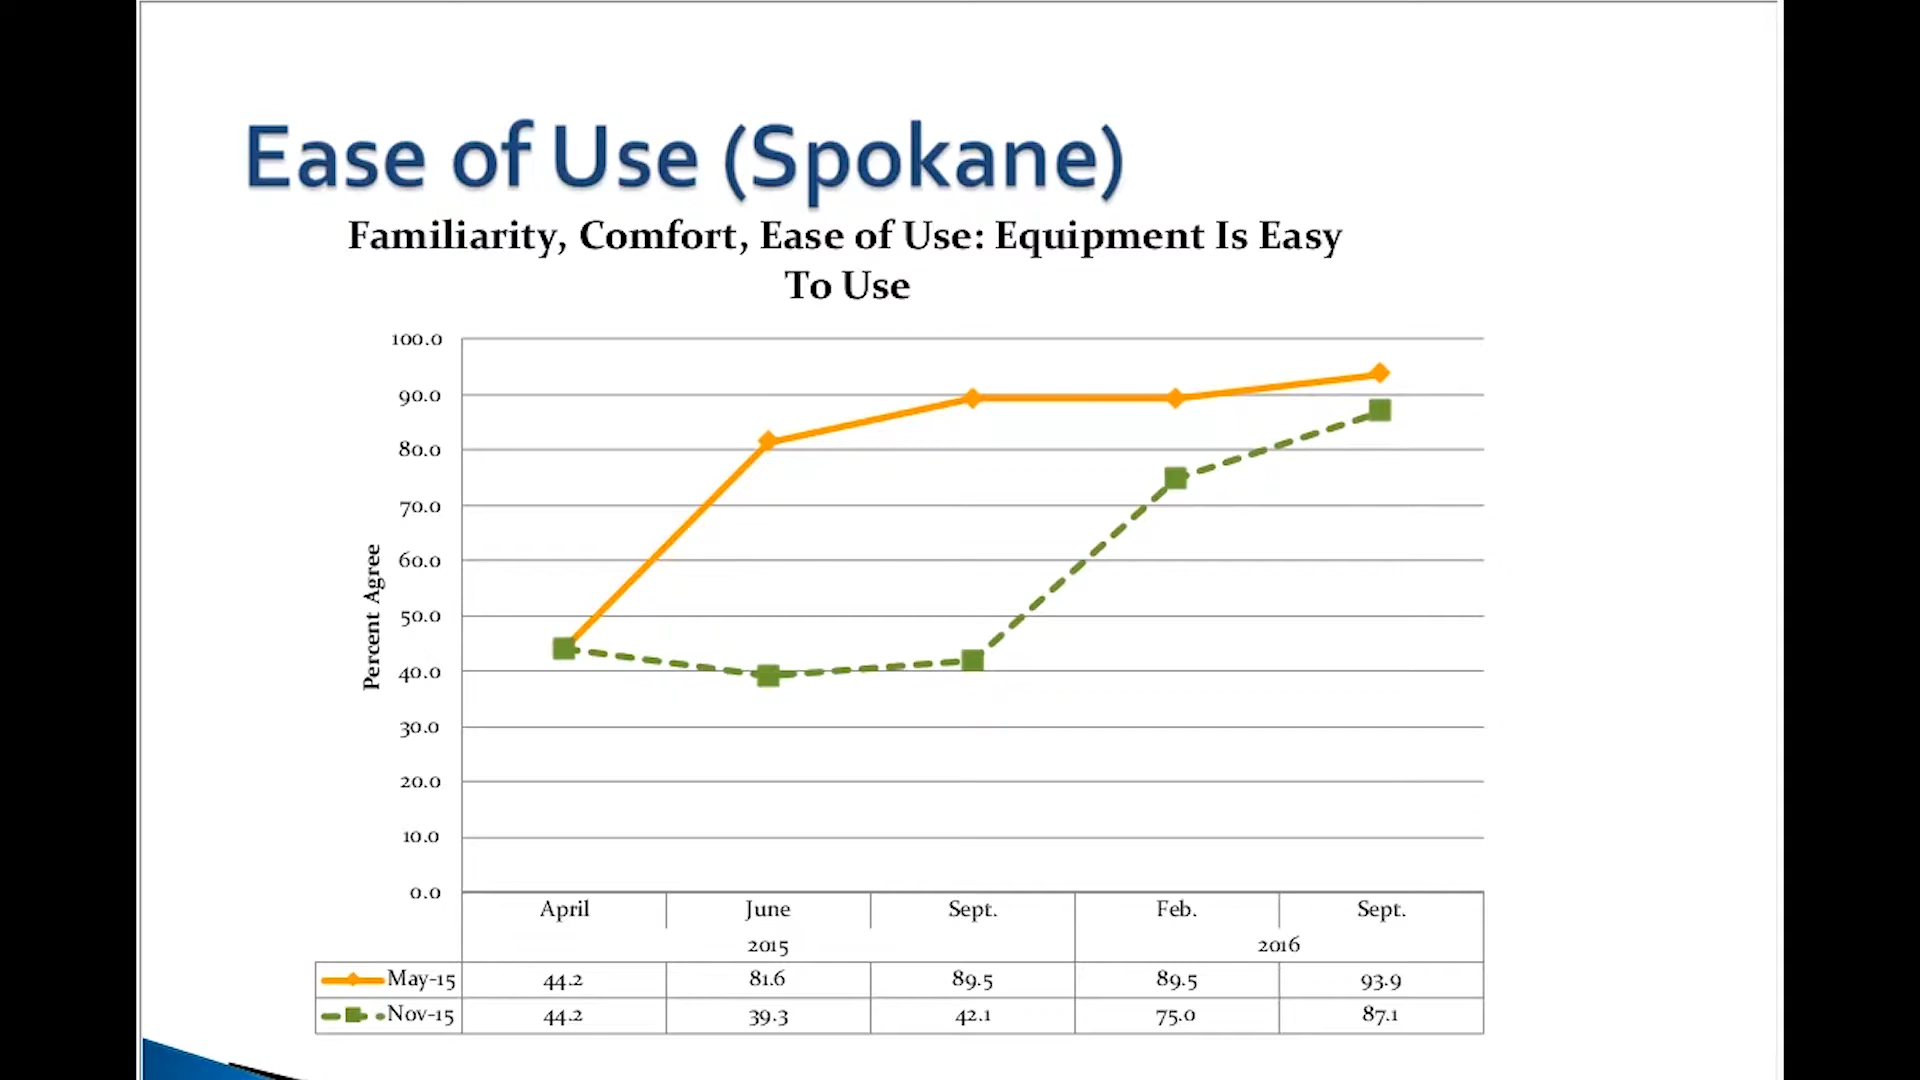 Ease of Use (Spokane)
Familiarity, Comfort, Ease of Use: Equipment Is Easy
To Use
Percent Agree
100.0
90.0
80.0
70.0
60.0
50.0
40.0
30.0
20.0
10.0
0.0
April June Sept. Feb. Sept.
2015 2016
May-15 44.2 81.6 89.5 89.5 93.9
Nov-15 44.2 39.3 42.1 75.0 87.1